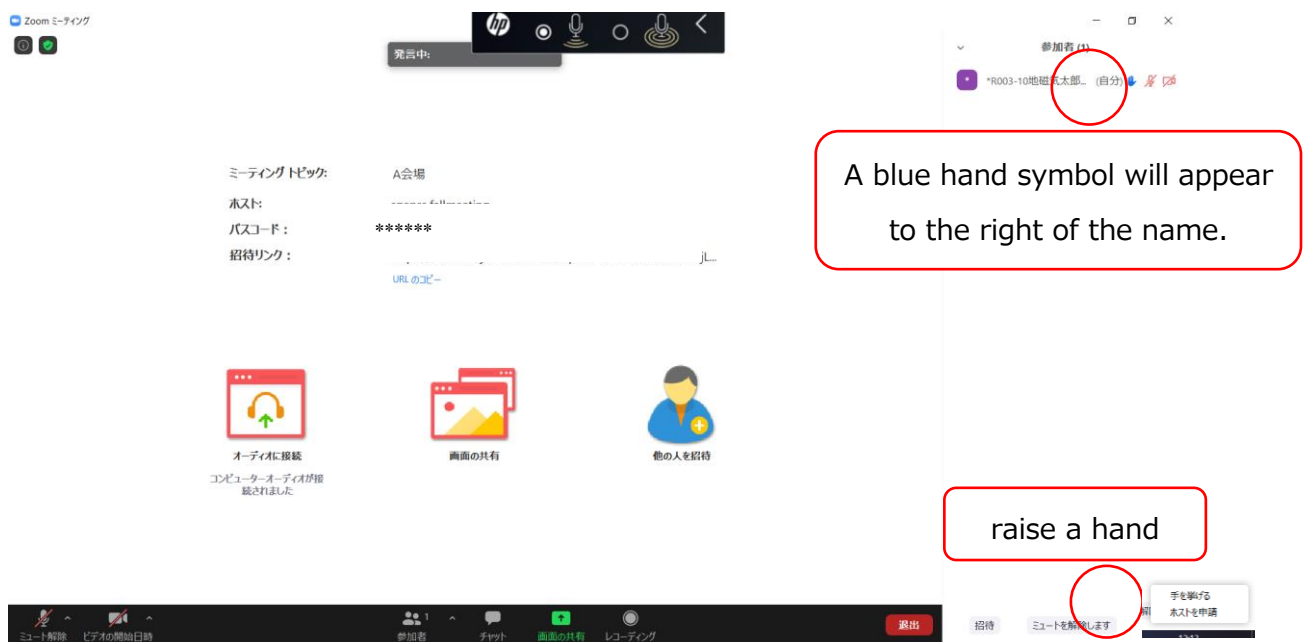 Zoom ミーティング
hp
発言中:
参加者 (1)
*R003-10地磁気太郎... (自分)
A blue hand symbol will appear
to the right of the name.
ミーティング トピック: A会場
ホスト:
パスコード: ******
招待リンク: jL...
URL のコピー
オーディオに接続
画面の共有
他の人を招待
コンピューターオーディオが接
続されました
raise a hand
手を挙げる
ホストを申請
ミュート解除
ビデオの開始日時
参加者 1
チャット
画面の共有
レコーディング
退出
招待
ミュートを解除します